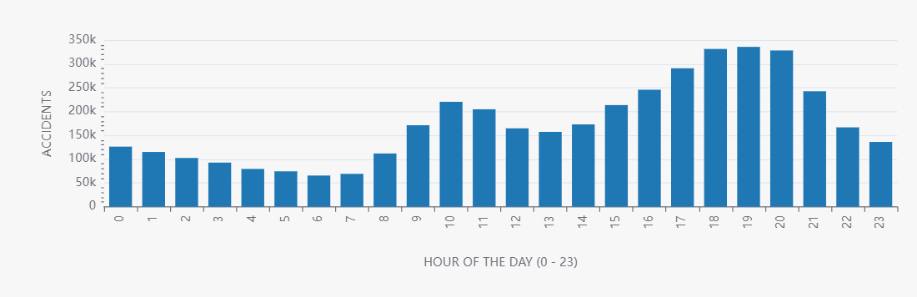 350k
300k
250k
200k
150k
100k
50k
0
ACCIDENTS
0 1 2 3 4 5 6 7 8 9 10 11 12 13 14 15 16 17 18 19 20 21 22 23
HOUR OF THE DAY (0 - 23)